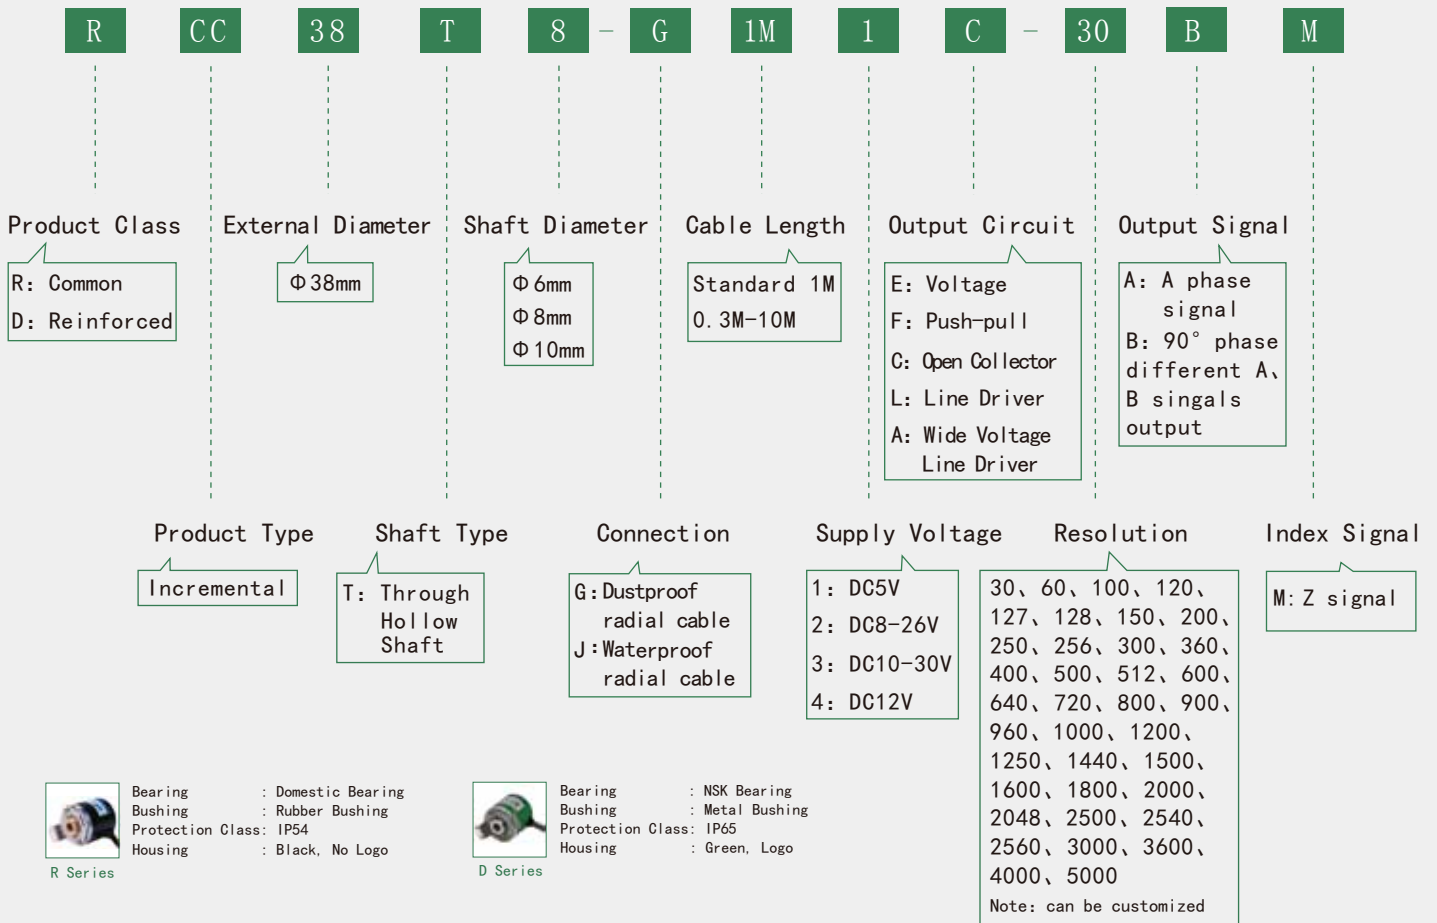 R CC 38 T 8 - G 1M 1 C - 30 B M
Product Class
R: Common
D: Reinforced
External Diameter
Φ38mm
Shaft Diameter
Φ6mm
Φ8mm
Φ10mm
Cable Length
Standard 1M
0.3M-10M
Output Circuit
E: Voltage
F: Push-pull
C: Open Collector
L: Line Driver
A: Wide Voltage
Line Driver
Output Signal
A: A phase
signal
B: 90° phase
different A、
B singals
output
Product Type
Incremental
Shaft Type
T: Through
Hollow
Shaft
Connection
G:Dustproof
radial cable
J:Waterproof
radial cable
Supply Voltage
1: DC5V
2: DC8-26V
3: DC10-30V
4: DC12V
Resolution
30、60、100、120、
127、128、150、200、
250、256、300、360、
400、500、512、600、
640、720、800、900、
960、1000、1200、
1250、1440、1500、
1600、1800、2000、
2048、2500、2540、
2560、3000、3600、
4000、5000
Note: can be customized
Index Signal
M: Z signal
Bearing : Domestic Bearing
Bushing : Rubber Bushing
Protection Class: IP54
Housing : Black, No Logo
R Series
Bearing : NSK Bearing
Bushing : Metal Bushing
Protection Class: IP65
Housing : Green, Logo
D Series